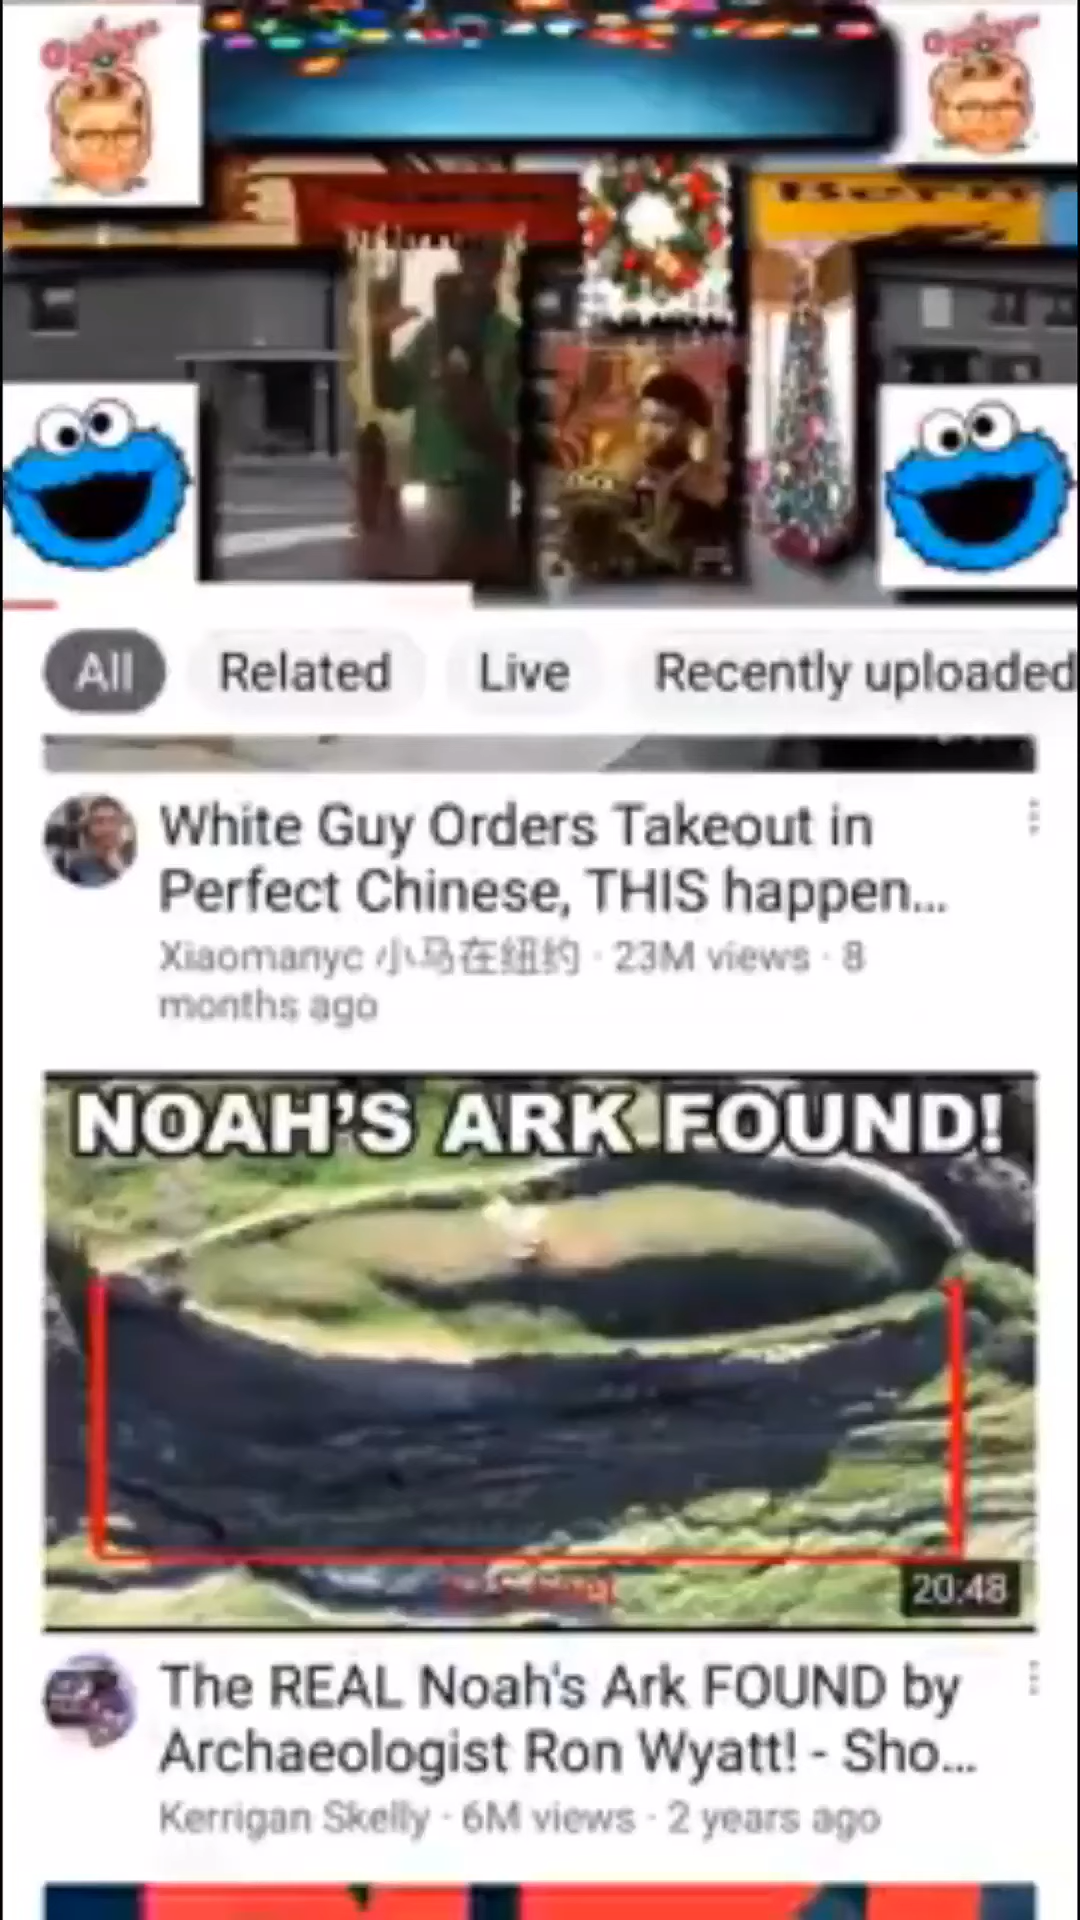 Bern
All
Related
Live
Recently uploaded
White Guy Orders Takeout in
Perfect Chinese, THIS happen...
Xiaomanyc 小马在纽约 · 23M views · 8
months ago
NOAH'S ARK FOUND!
20:48
The REAL Noah's Ark FOUND by
Archaeologist Ron Wyatt! - Sho...
Kerrigan Skelly · 6M views · 2 years ago